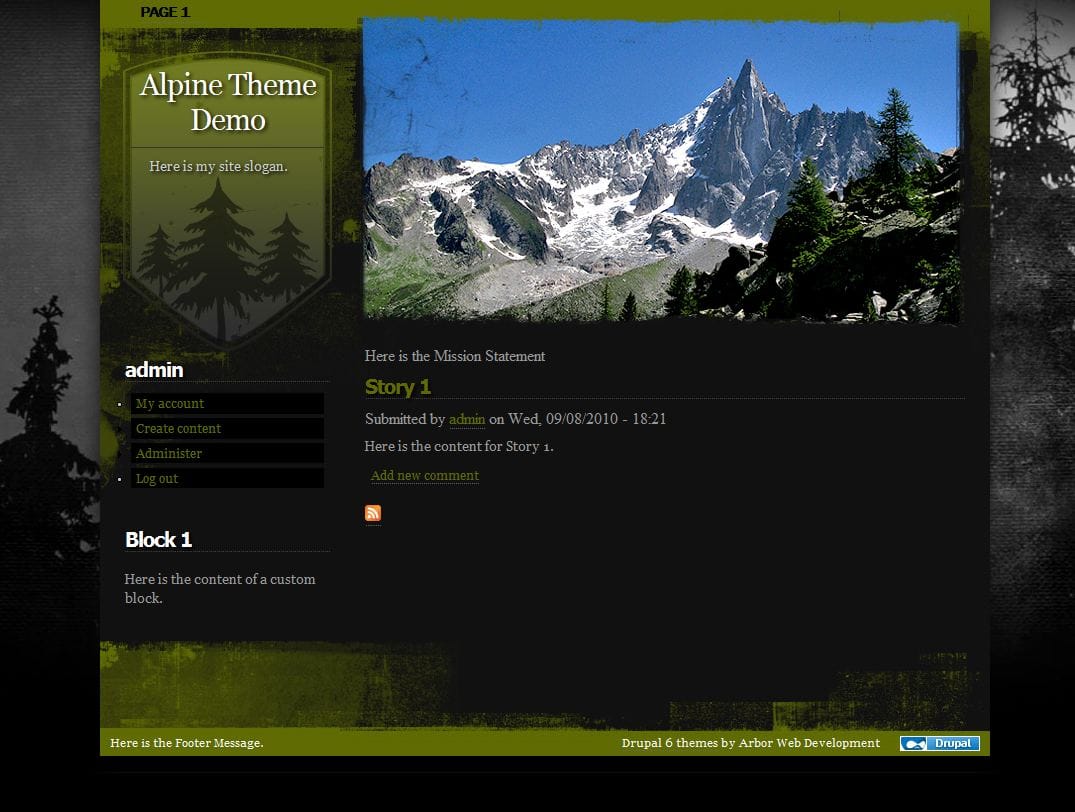 PAGE 1
Alpine Theme
Demo
Here is my site slogan.
admin
My account
Create content
Administer
Log out
Block 1
Here is the content of a custom
block.
Here is the Mission Statement
Story 1
Submitted by admin on Wed, 09/08/2010 - 18:21
Here is the content for Story 1.
Add new comment
Here is the Footer Message.
Drupal 6 themes by Arbor Web Development
Drupal